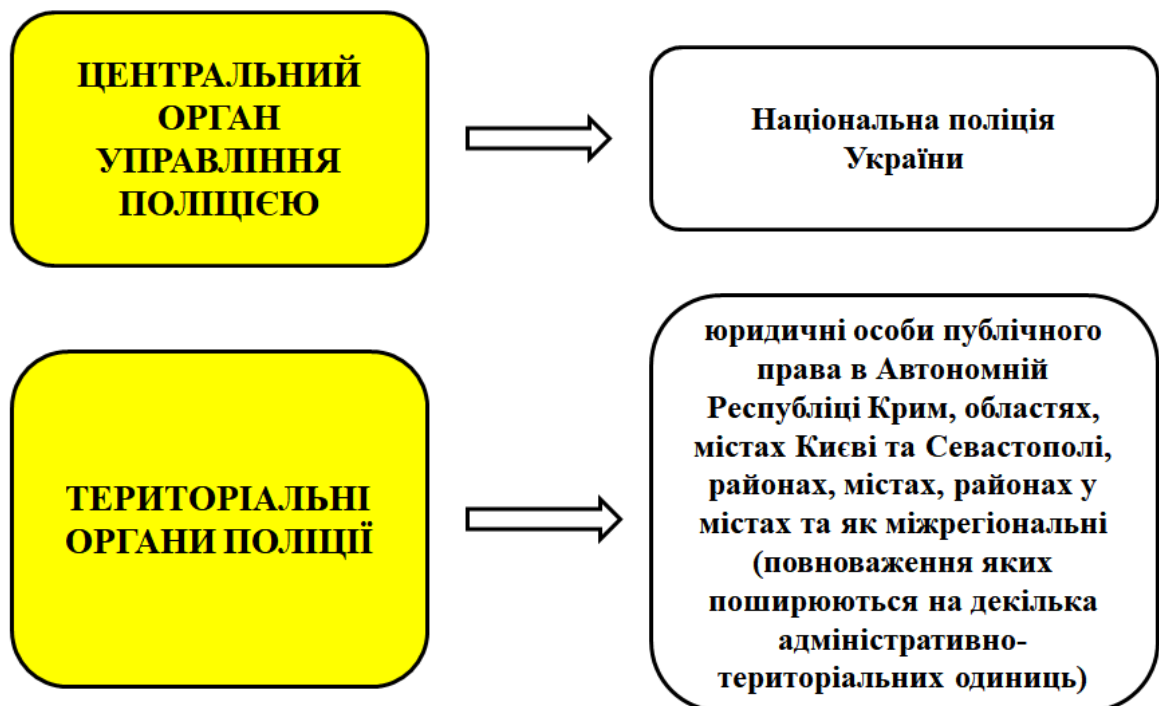 ЦЕНТРАЛЬНИЙ
ОРГАН
УПРАВЛІННЯ
ПОЛІЦІЄЮ
Національна поліція
України
ТЕРИТОРІАЛЬНІ
ОРГАНИ ПОЛІЦІЇ
юридичні особи публічного
права в Автономній
Республіці Крим, областях,
містах Києві та Севастополі,
районах, містах, районах у
містах та як міжрегіональні
(повноваження яких
поширюються на декілька
адміністративно-
територіальних одиниць)